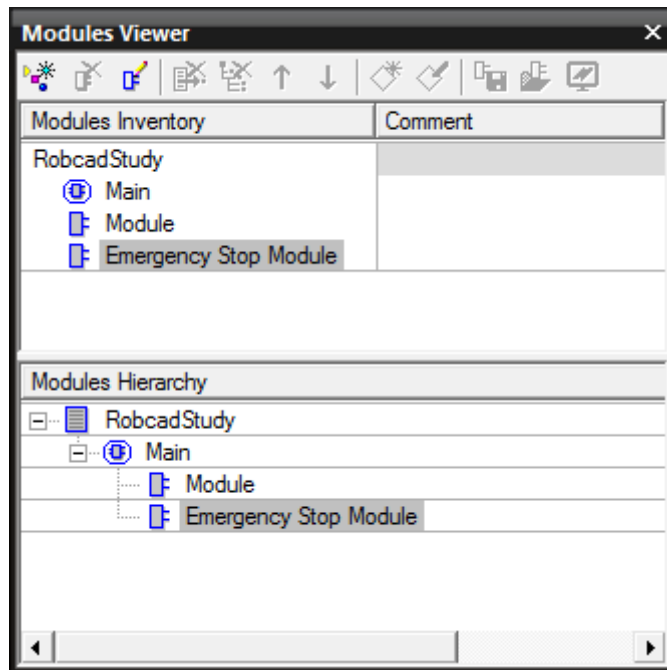 Modules Viewer
Modules Inventory Comment
RobcadStudy
Main
Module
Emergency Stop Module
Modules Hierarchy
RobcadStudy
Main
Module
Emergency Stop Module